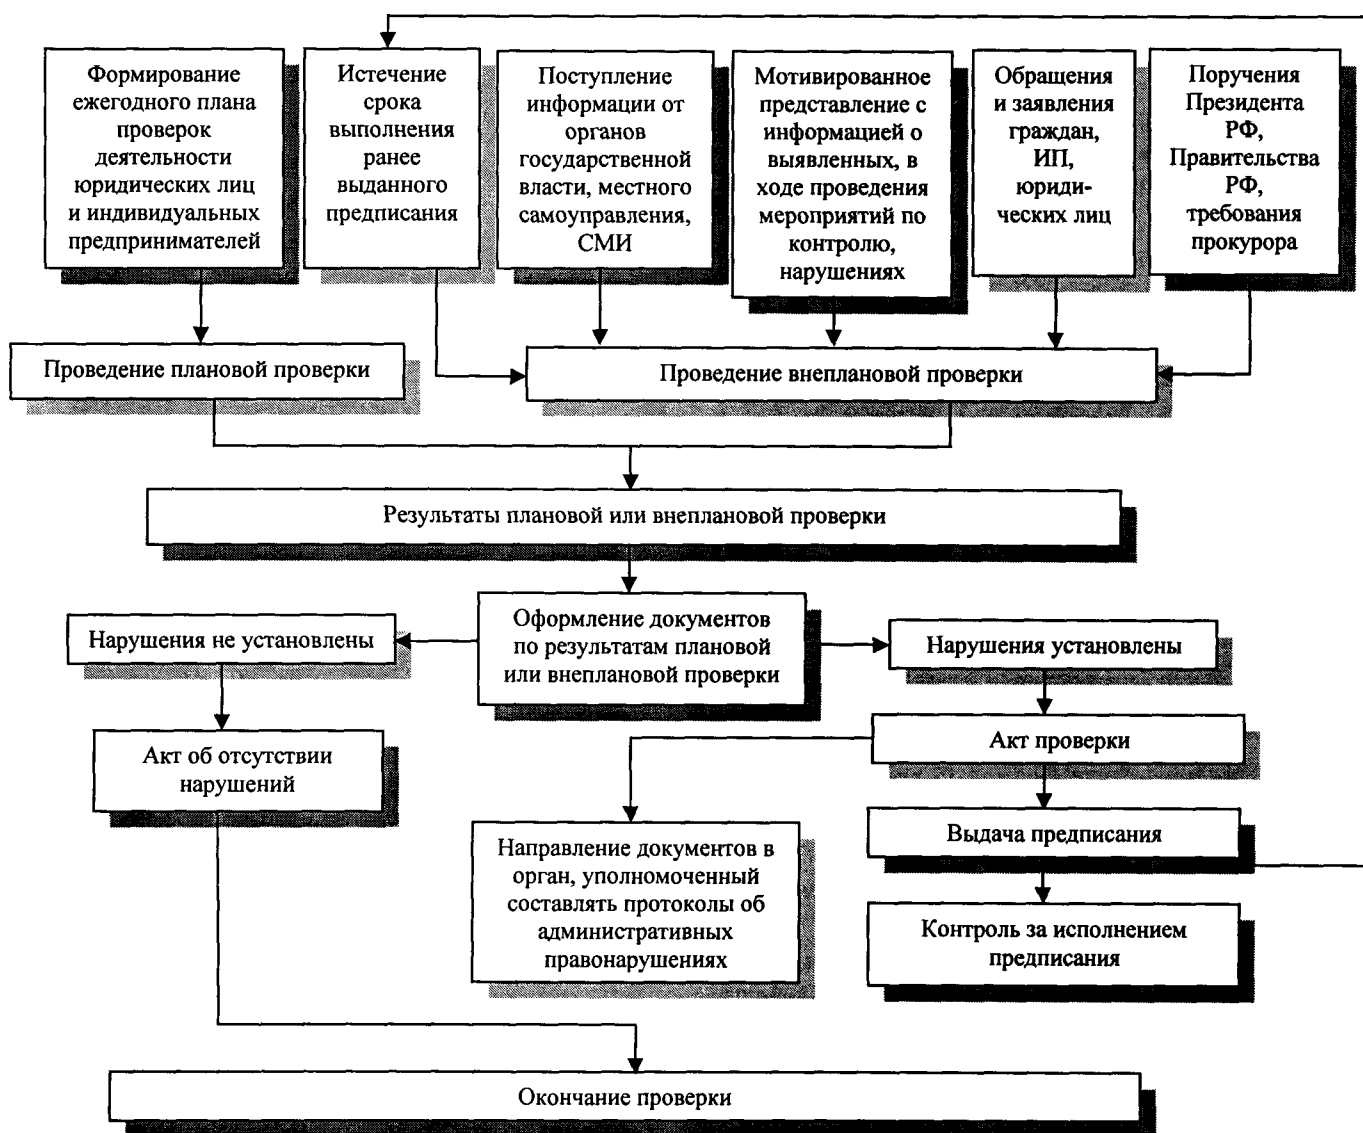 Формирование
ежегодного плана
проверок
деятельности
юридических лиц
и индивидуальных
предпринимателей
Истечение
срока
выполнения
ранее
выданного
предписания
Поступление
информации от
органов
государственной
власти, местного
самоуправления,
СМИ
Мотивированное
представление с
информацией о
выявленных, в
ходе проведения
мероприятий по
контролю,
нарушениях
Обращения
и заявления
граждан,
ИП,
юриди-
ческих лиц
Поручения
Президента
РФ,
Правительства
РФ,
требования
прокурора
Проведение плановой проверки
Проведение внеплановой проверки
Результаты плановой или внеплановой проверки
Нарушения не установлены
Оформление документов
по результатам плановой
или внеплановой проверки
Нарушения установлены
Акт об отсутствии
нарушений
Акт проверки
Направление документов в
орган, уполномоченный
составлять протоколы об
административных
правонарушениях
Выдача предписания
Контроль за исполнением
предписания
Окончание проверки